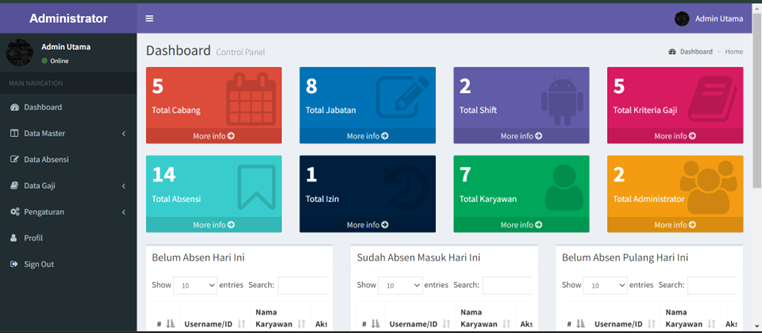 Administrator
Admin Utama
Admin Utama
Online
MAIN NAVIGATION
Dashboard
Data Master
Data Absensi
Data Gaji
Pengaturan
Profil
Sign Out
Dashboard Control Panel
Dashboard - Home
5
Total Cabang
More info
8
Total Jabatan
More info
2
Total Shift
More info
5
Total Kriteria Gaji
More info
14
Total Absensi
More info
1
Total Izin
More info
7
Total Karyawan
More info
2
Total Administrator
More info
Belum Absen Hari Ini
Show 10 entries Search:
# Username/ID Nama Karyawan Aks
Sudah Absen Masuk Hari Ini
Show 10 entries Search:
# Username/ID Nama Karyawan Aks
Belum Absen Pulang Hari Ini
Show 10 entries Search:
# Username/ID Nama Karyawan Aks